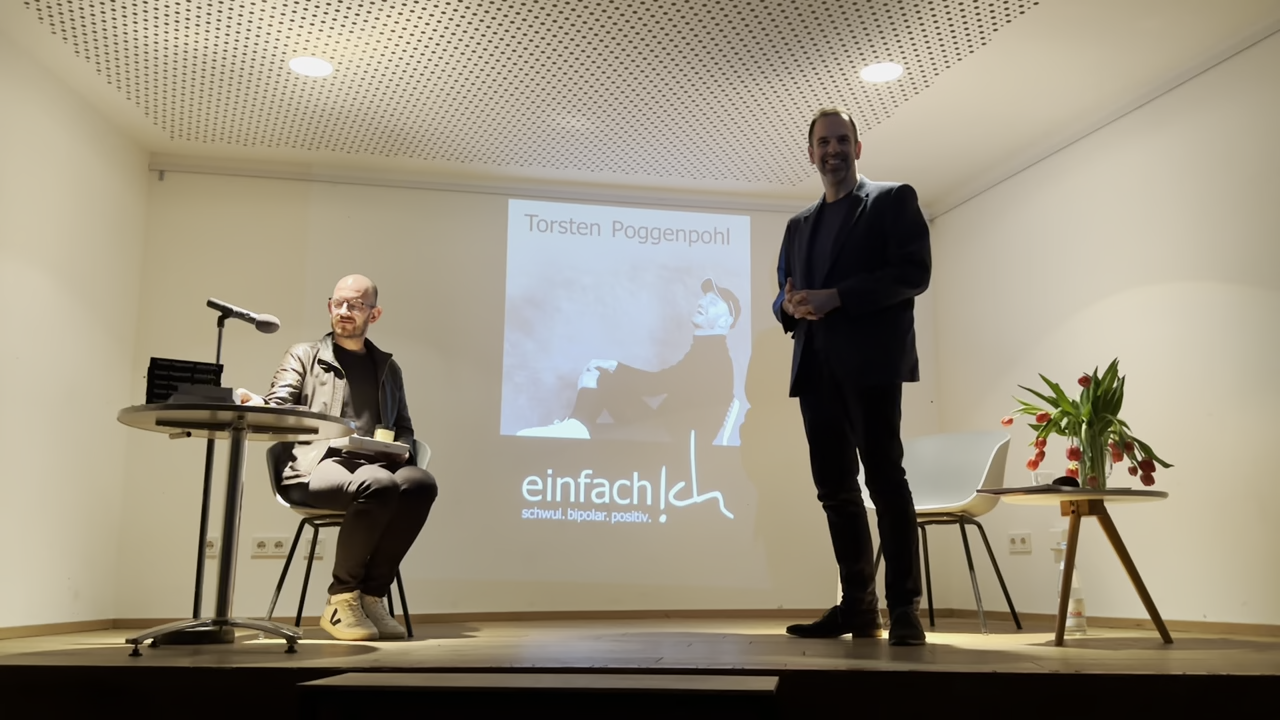 Torsten Poggenpohl
einfach!ch
schwul. bipolar. positiv.